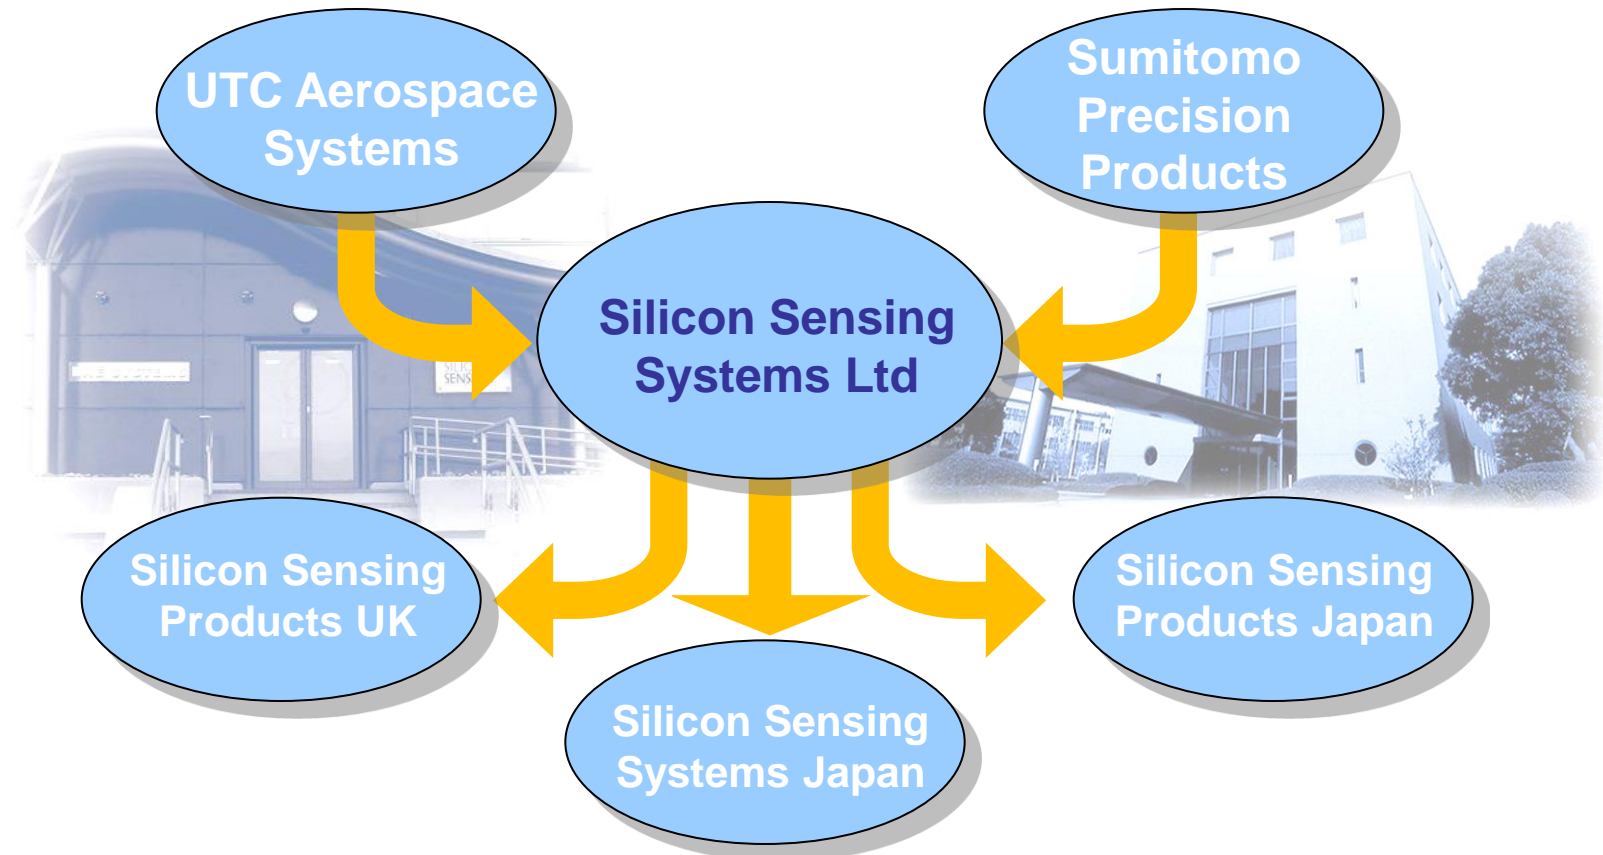 UTC Aerospace
Systems
Sumitomo
Precision
Products
Silicon Sensing
Systems Ltd
Silicon Sensing
Products UK
Silicon Sensing
Products Japan
Silicon Sensing
Systems Japan